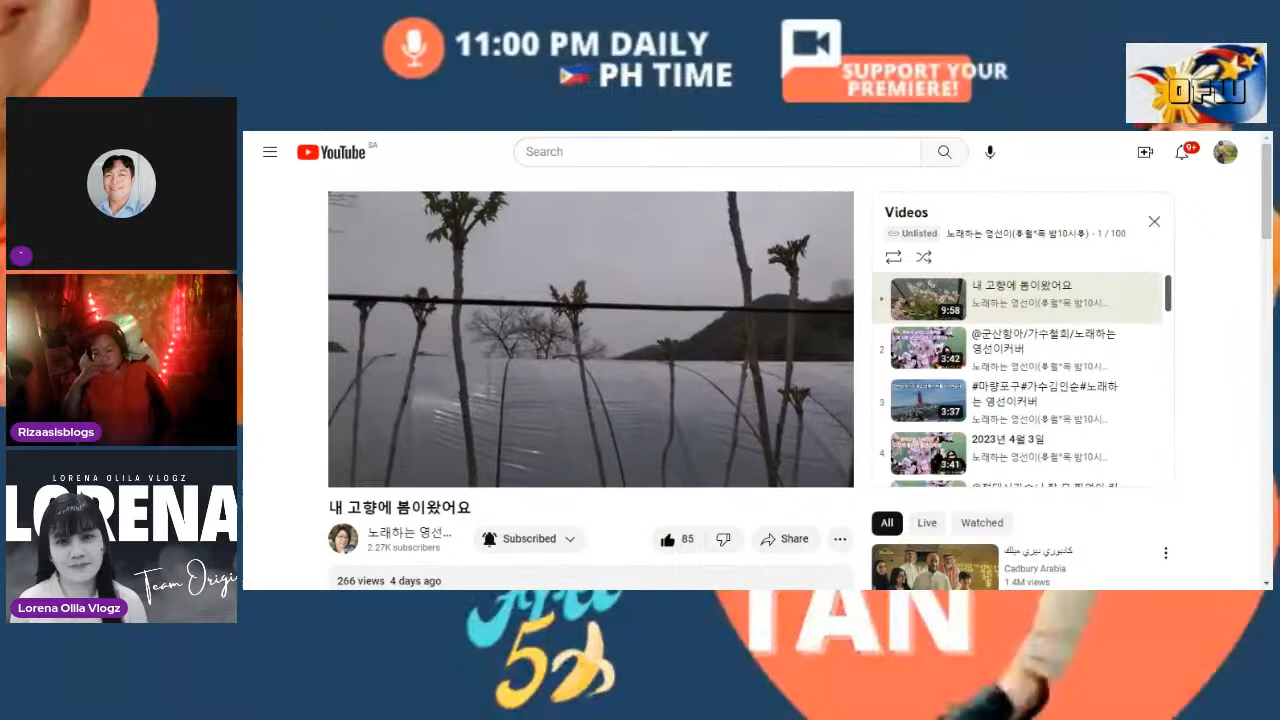 11:00 PM DAILY
PH TIME
SUPPORT YOUR
PREMIERE!
OFW
YouTube SA
Search
9+
Videos
Unlisted 노래하는 영선이(🌷월*목 밤10시🌷) - 1 / 100
내 고향에 봄이왔어요
노래하는 영선이(🌷월*목 밤10시...
9:58
2
@군산항아/가수철회/노래하는
영선이커버
노래하는 영선이(🌷월*목 밤10시...
3:42
3
#마량포구#가수김인순#노래하
는 영선이커버
노래하는 영선이(🌷월*목 밤10시...
3:37
4
2023년 4월 3일
노래하는 영선이(🌷월*목 밤10시...
3:41
내 고향에 봄이왔어요
노래하는 영선...
2.27K subscribers
Subscribed
85
Share
266 views 4 days ago
All
Live
Watched
كادبوري ديري ميلك
Cadbury Arabia
1.4M views
Rizaasisblogs
LORENA OLILA VLOGZ
LORENA
Team Origi
Lorena Olila Vlogz
TAN